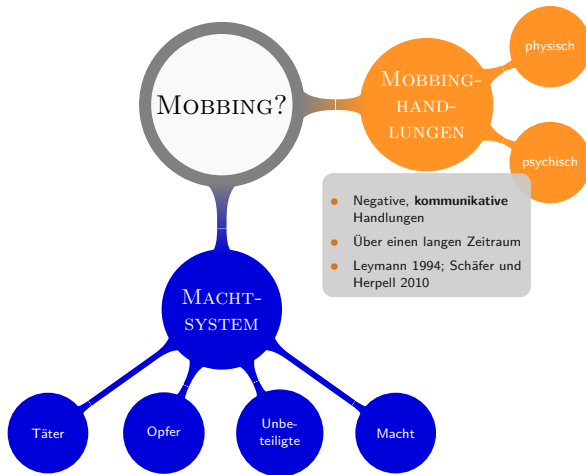 MOBBING?
MOBBING-
HAND-
LUNGEN
physisch
psychisch
Negative, kommunikative
Handlungen
Über einen langen Zeitraum
Leymann 1994; Schäfer und
Herpell 2010
MACHT-
SYSTEM
Täter
Opfer
Unbe-
teiligte
Macht